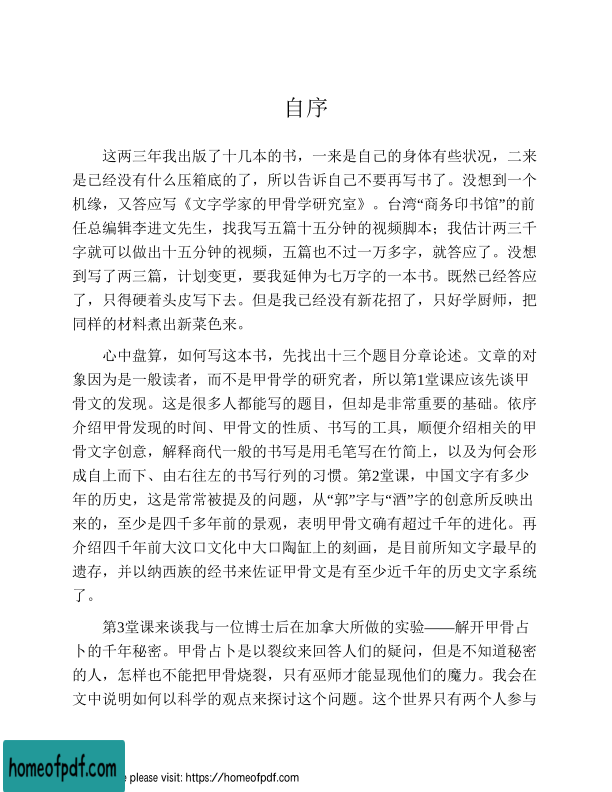 自序
这两三年我出版了十几本的书，一来是自己的身体有些状况，二来
是已经没有什么压箱底的了，所以告诉自己不要再写书了。没想到一个
机缘，又答应写《文字学家的甲骨学研究室》。台湾“商务印书馆”的前
任总编辑李进文先生，找我写五篇十五分钟的视频脚本；我估计两三千
字就可以做出十五分钟的视频，五篇也不过一万多字，就答应了。没想
到写了两三篇，计划变更，要我延伸为七万字的一本书。既然已经答应
了，只得硬着头皮写下去。但是我已经没有新花招了，只好学厨师，把
同样的材料煮出新菜色来。
心中盘算，如何写这本书，先找出十三个题目分章论述。文章的对
象因为是一般读者，而不是甲骨学的研究者，所以第1堂课应该先谈甲
骨文的发现。这是很多人都能写的题目，但却是非常重要的基础。依序
介绍甲骨发现的时间、甲骨文的性质、书写的工具，顺便介绍相关的甲
骨文字创意，解释商代一般的书写是用毛笔写在竹简上，以及为何会形
成自上而下、由右往左的书写行列的习惯。第2堂课，中国文字有多少
年的历史，这是常常被提及的问题，从“郭”字与“酒”字的创意所反映出
来的，至少是四千多年前的景观，表明甲骨文确有超过千年的进化。再
介绍四千年前大汶口文化中大口陶缸上的刻画，是目前所知文字最早的
遗存，并以纳西族的经书来佐证甲骨文是有至少近千年的历史文字系统
了。
第3堂课来谈我与一位博士后在加拿大所做的实验——解开甲骨占
卜的千年秘密。甲骨占卜是以裂纹来回答人们的疑问，但是不知道秘密
的人，怎样也不能把甲骨烧裂，只有巫师才能显现他们的魔力。我会在
文中说明如何以科学的观点来探讨这个问题。这个世界只有两个人参与
homeofpdf.com
e please visit: https://homeofpdf.com